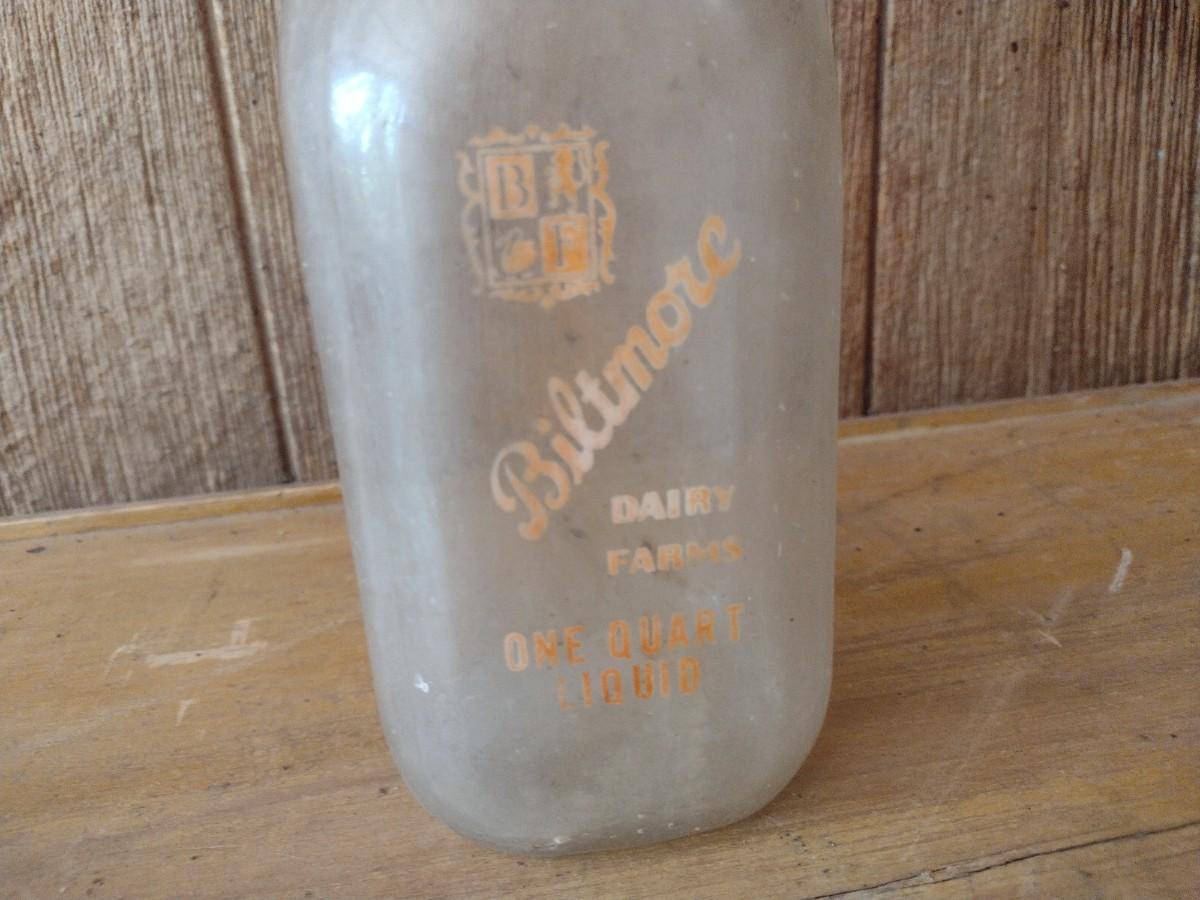 B
F
Biltmore
DAIRY
FARMS
ONE QUART
LIQUID